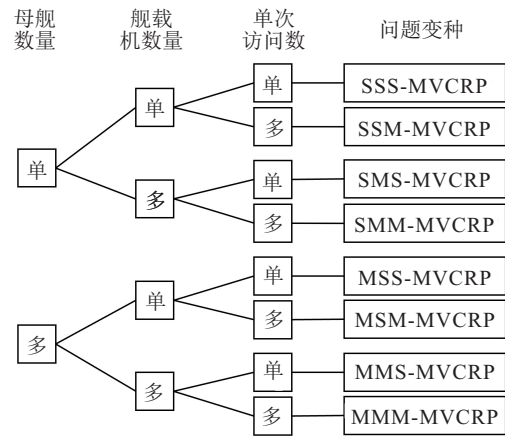 母舰 舰载 单次
数量 机数量 访问数 问题变种
单 SSS-MVCRP
单
多 SSM-MVCRP
单
单 SMS-MVCRP
多
多 SMM-MVCRP
单 MSS-MVCRP
单
多 MSM-MVCRP
多
单 MMS-MVCRP
多
多 MMM-MVCRP